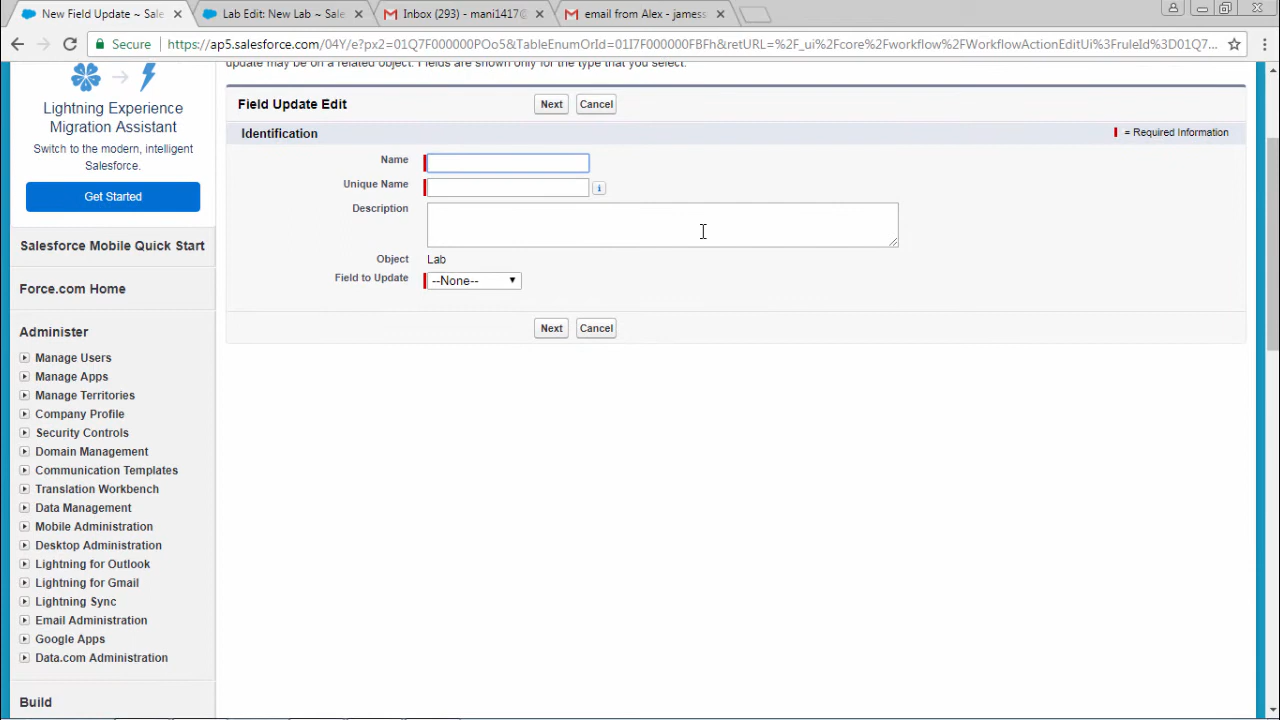 New Field Update ~ Sale
Lab Edit: New Lab ~ Sales
Inbox (293) - mani1417@
email from Alex - jamess
Secure
https://ap5.salesforce.com/04Y/e?px2=01Q7F000000POo5&TableEnumOrId=01I7F000000FBFh&retURL=%2F_ui%2Fcore%2Fworkflow%2FWorkflowActionEditUi%3FruleId%3D01Q7...
update may be on a related object. Fields are shown only for the type that you select.
Lightning Experience
Migration Assistant
Switch to the modern, intelligent
Salesforce.
Get Started
Salesforce Mobile Quick Start
Force.com Home
Administer
Manage Users
Manage Apps
Manage Territories
Company Profile
Security Controls
Domain Management
Communication Templates
Translation Workbench
Data Management
Mobile Administration
Desktop Administration
Lightning for Outlook
Lightning for Gmail
Lightning Sync
Email Administration
Google Apps
Data.com Administration
Build
Field Update Edit
Next
Cancel
Identification
= Required Information
Name
Unique Name
i
Description
Object
Lab
Field to Update
--None--
Next
Cancel